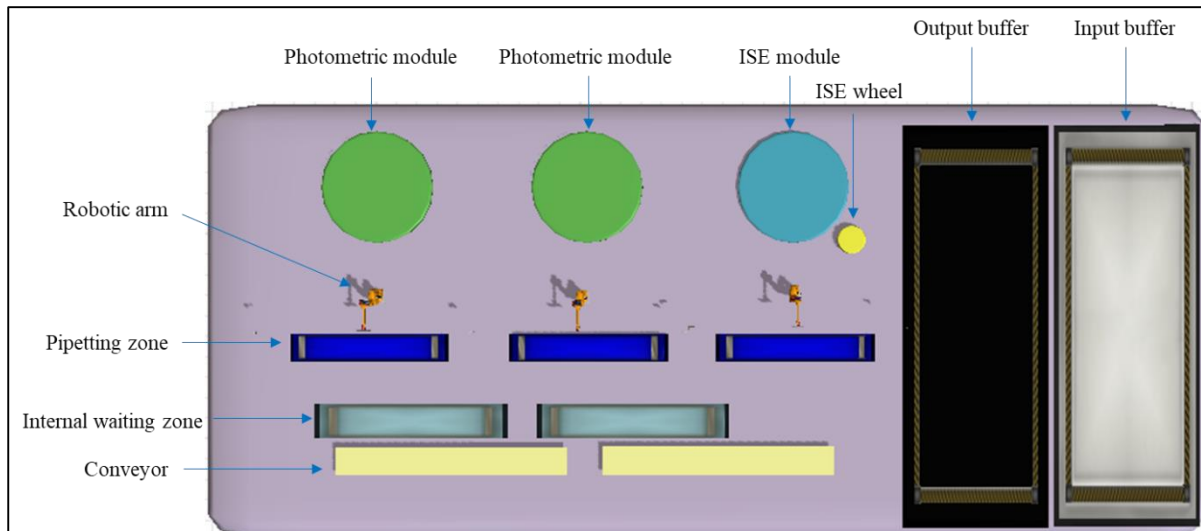 Output buffer
Input buffer
Photometric module
Photometric module
ISE module
ISE wheel
Robotic arm
Pipetting zone
Internal waiting zone
Conveyor